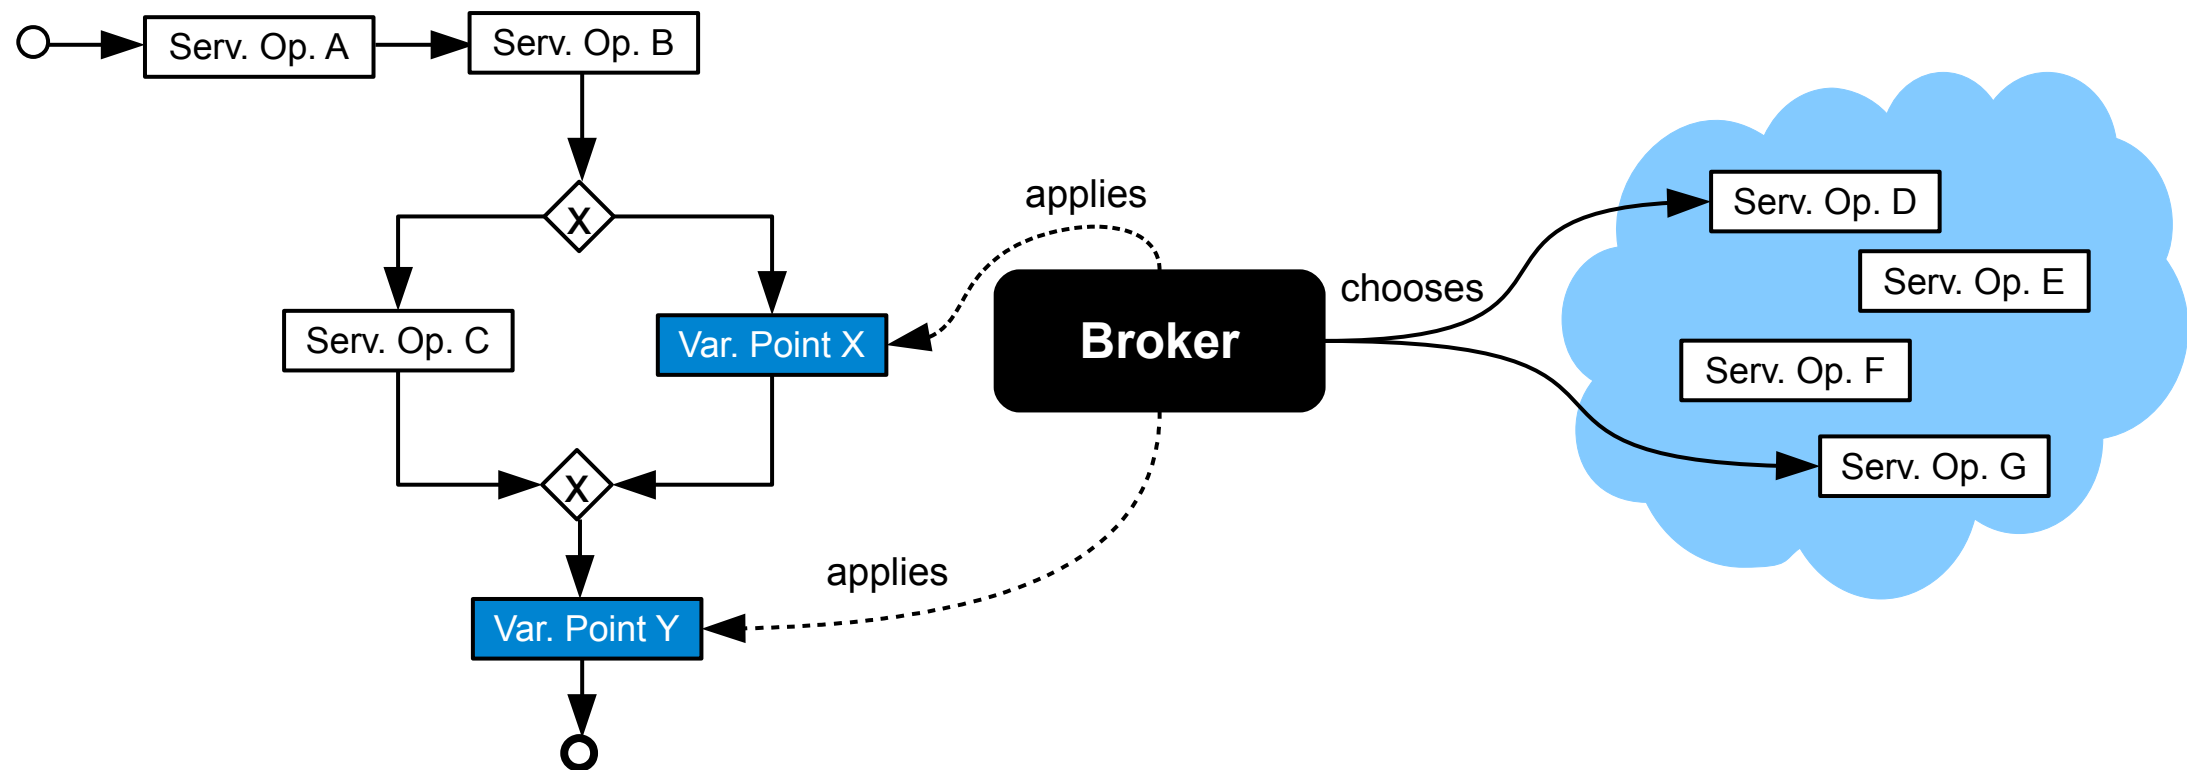 Serv. Op. A
Serv. Op. B
X
Serv. Op. C
Var. Point X
X
Var. Point Y
applies
applies
Broker
chooses
Serv. Op. D
Serv. Op. E
Serv. Op. F
Serv. Op. G